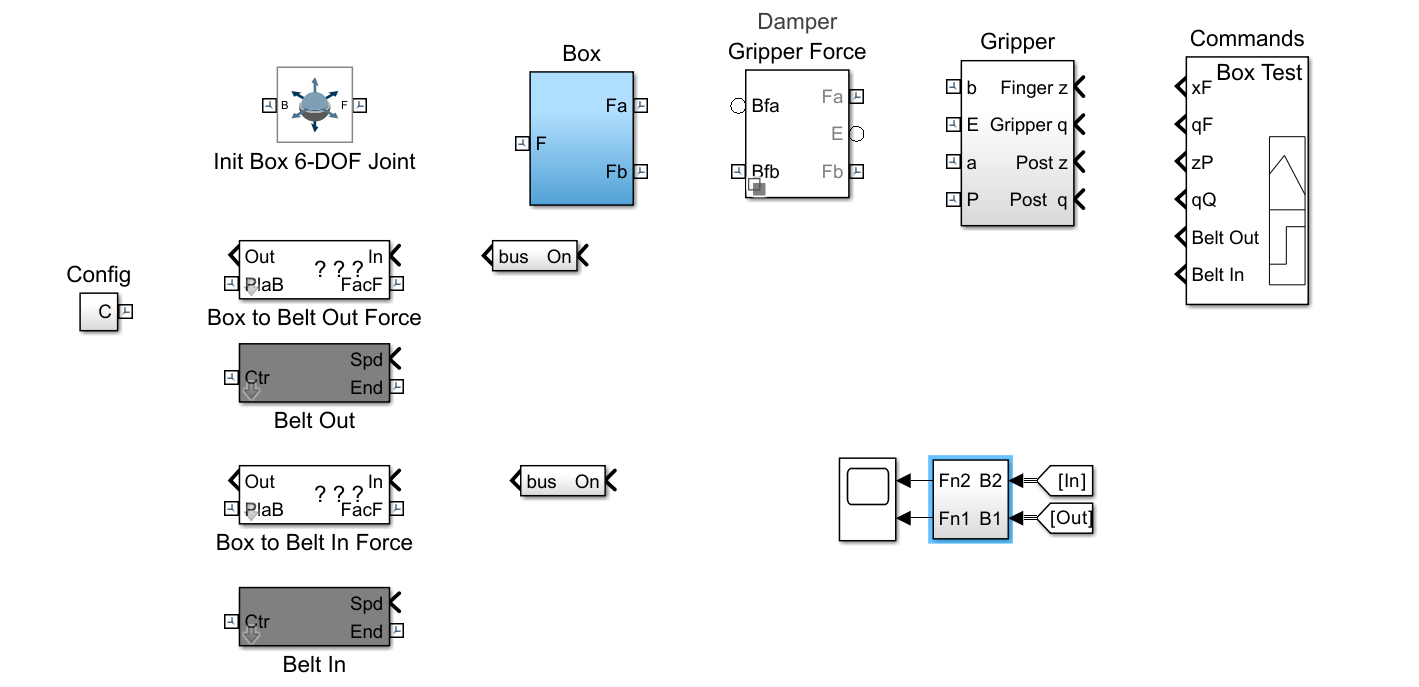 Damper
Gripper Force
Bfa
Fa
E
Bfb
Fb
Box
F
Fa
Fb
B
F
Init Box 6-DOF Joint
Gripper
b
Finger z
E
Gripper q
a
Post z
P
Post q
Commands
Box Test
xF
qF
zP
qQ
Belt Out
Belt In
Config
C
Out
In
? ? ?
PlaB
FacF
Box to Belt Out Force
bus
On
Spd
Ctr
End
Belt Out
Out
In
? ? ?
PlaB
FacF
Box to Belt In Force
bus
On
Fn2
B2
[In]
Fn1
B1
[Out]
Spd
Ctr
End
Belt In